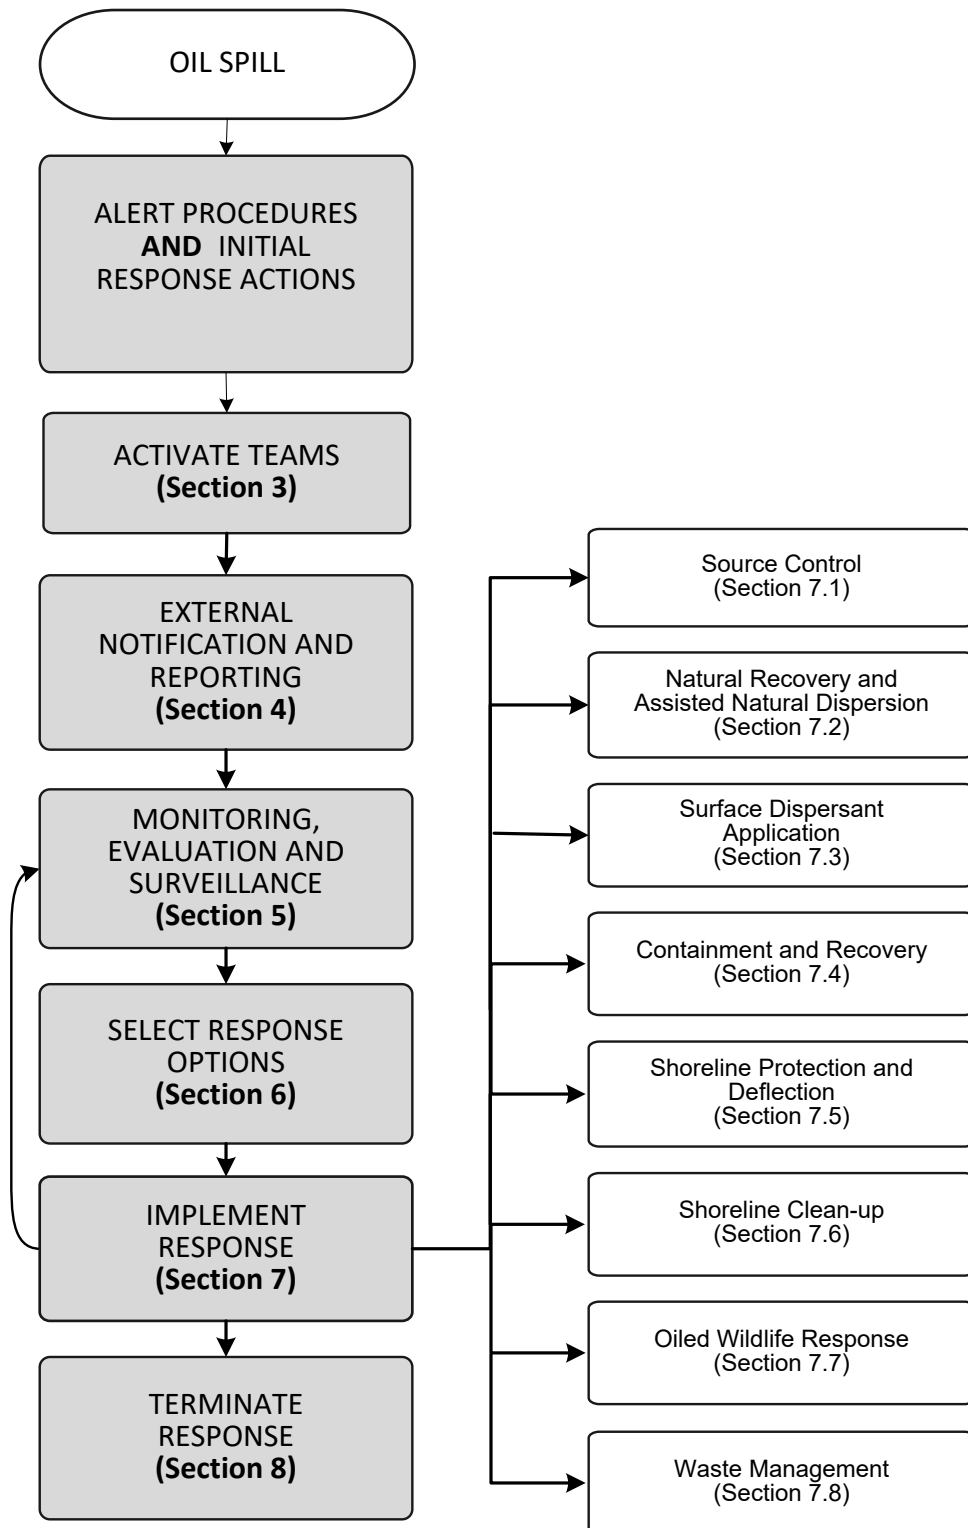 OIL SPILL
ALERT PROCEDURES
AND INITIAL
RESPONSE ACTIONS
ACTIVATE TEAMS
(Section 3)
EXTERNAL
NOTIFICATION AND
REPORTING
(Section 4)
MONITORING,
EVALUATION AND
SURVEILLANCE
(Section 5)
SELECT RESPONSE
OPTIONS
(Section 6)
IMPLEMENT
RESPONSE
(Section 7)
TERMINATE
RESPONSE
(Section 8)
Source Control
(Section 7.1)
Natural Recovery and
Assisted Natural Dispersion
(Section 7.2)
Surface Dispersant
Application
(Section 7.3)
Containment and Recovery
(Section 7.4)
Shoreline Protection and
Deflection
(Section 7.5)
Shoreline Clean-up
(Section 7.6)
Oiled Wildlife Response
(Section 7.7)
Waste Management
(Section 7.8)